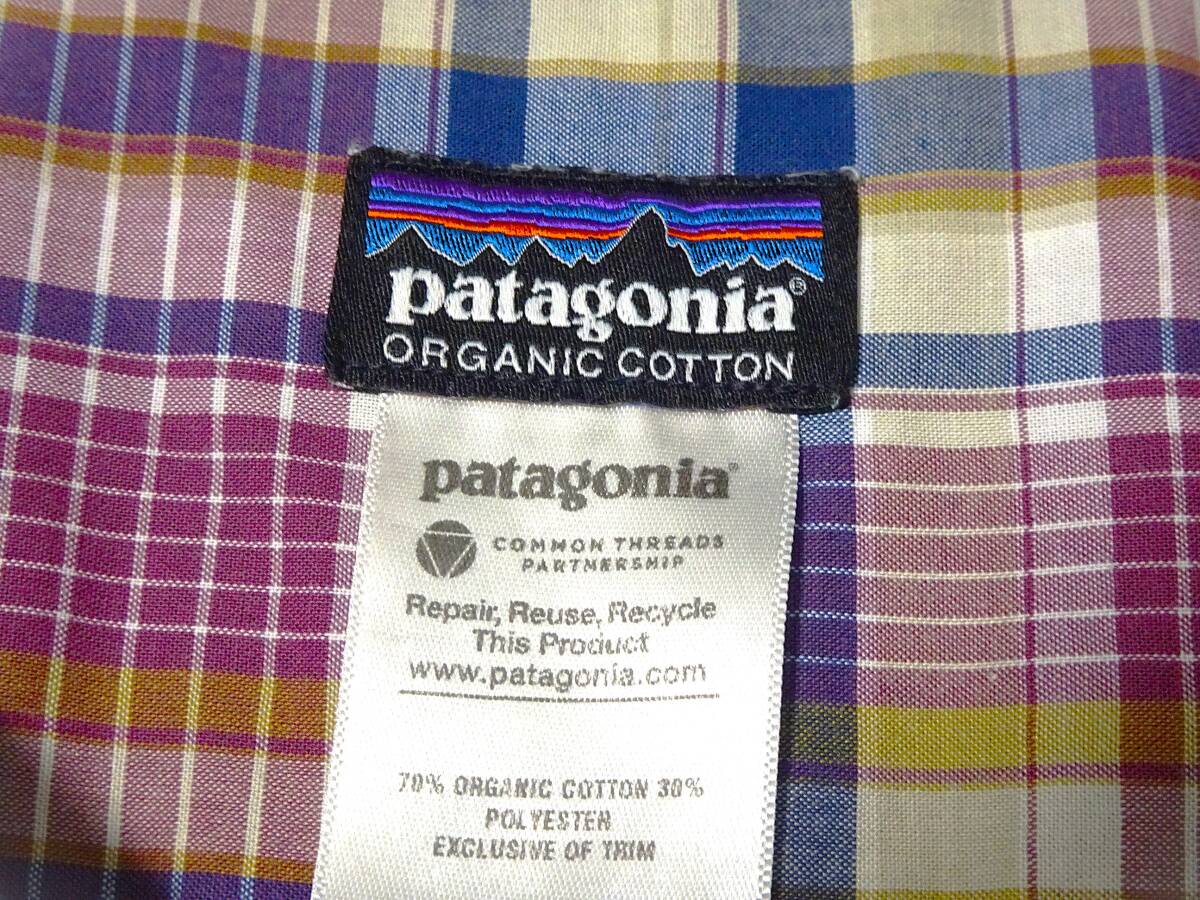 patagonia®
ORGANIC COTTON
patagonia®
COMMON THREADS
PARTNERSHIP
Repair, Reuse, Recycle
This Product
www.patagonia.com
70% ORGANIC COTTON 30%
POLYESTER
EXCLUSIVE OF TRIM